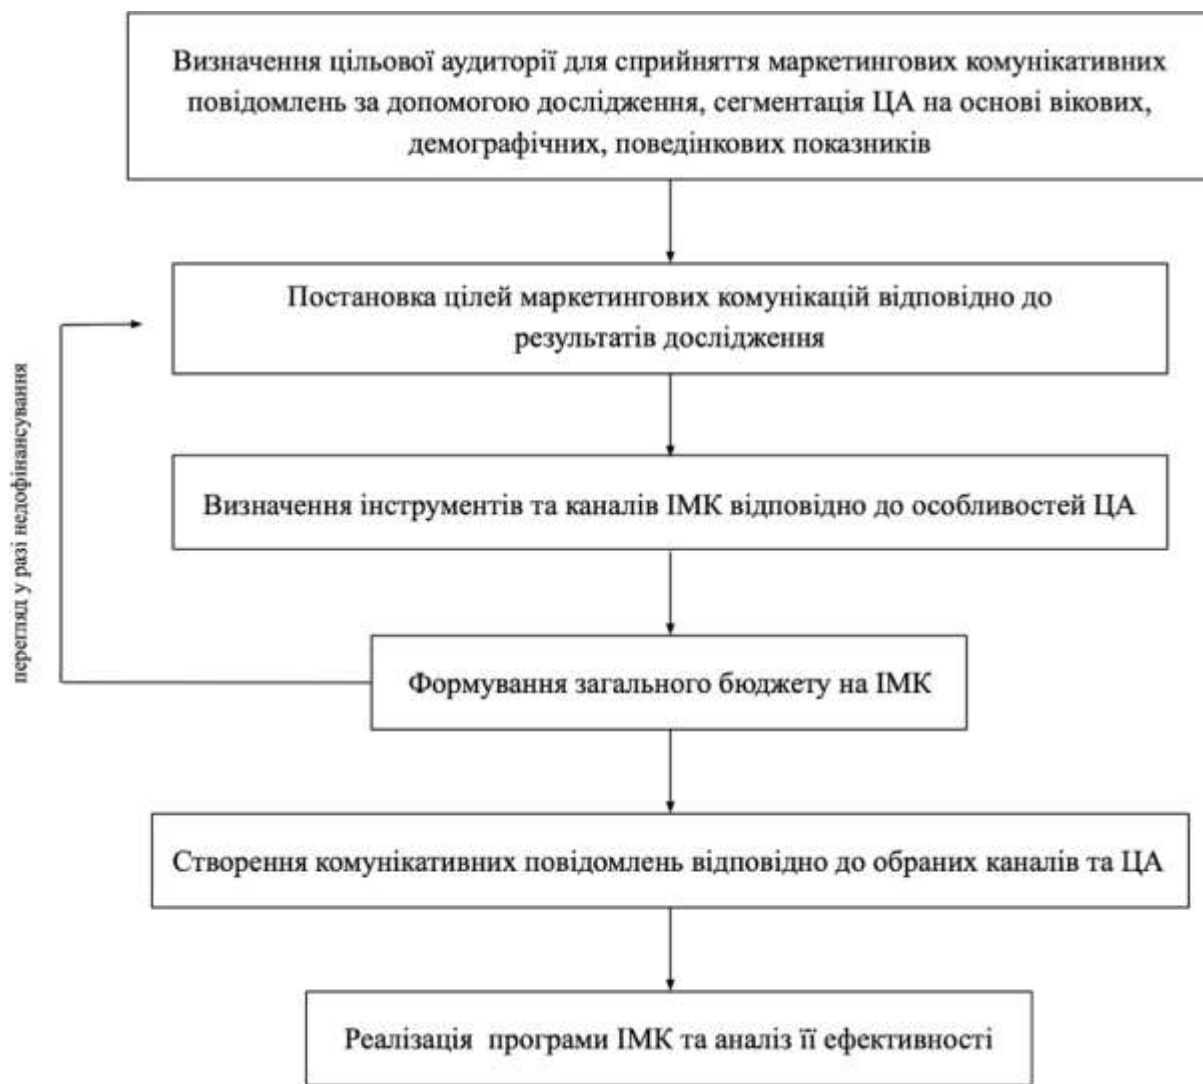 Визначення цільової аудиторії для сприйняття маркетингових комунікативних
повідомлень за допомогою дослідження, сегментація ЦА на основі вікових,
демографічних, поведінкових показників
Постановка цілей маркетингових комунікацій відповідно до
результатів дослідження
перегляд у разі недофінансування
Визначення інструментів та каналів ІМК відповідно до особливостей ЦА
Формування загального бюджету на ІМК
Створення комунікативних повідомлень відповідно до обраних каналів та ЦА
Реалізація програми ІМК та аналіз її ефективності